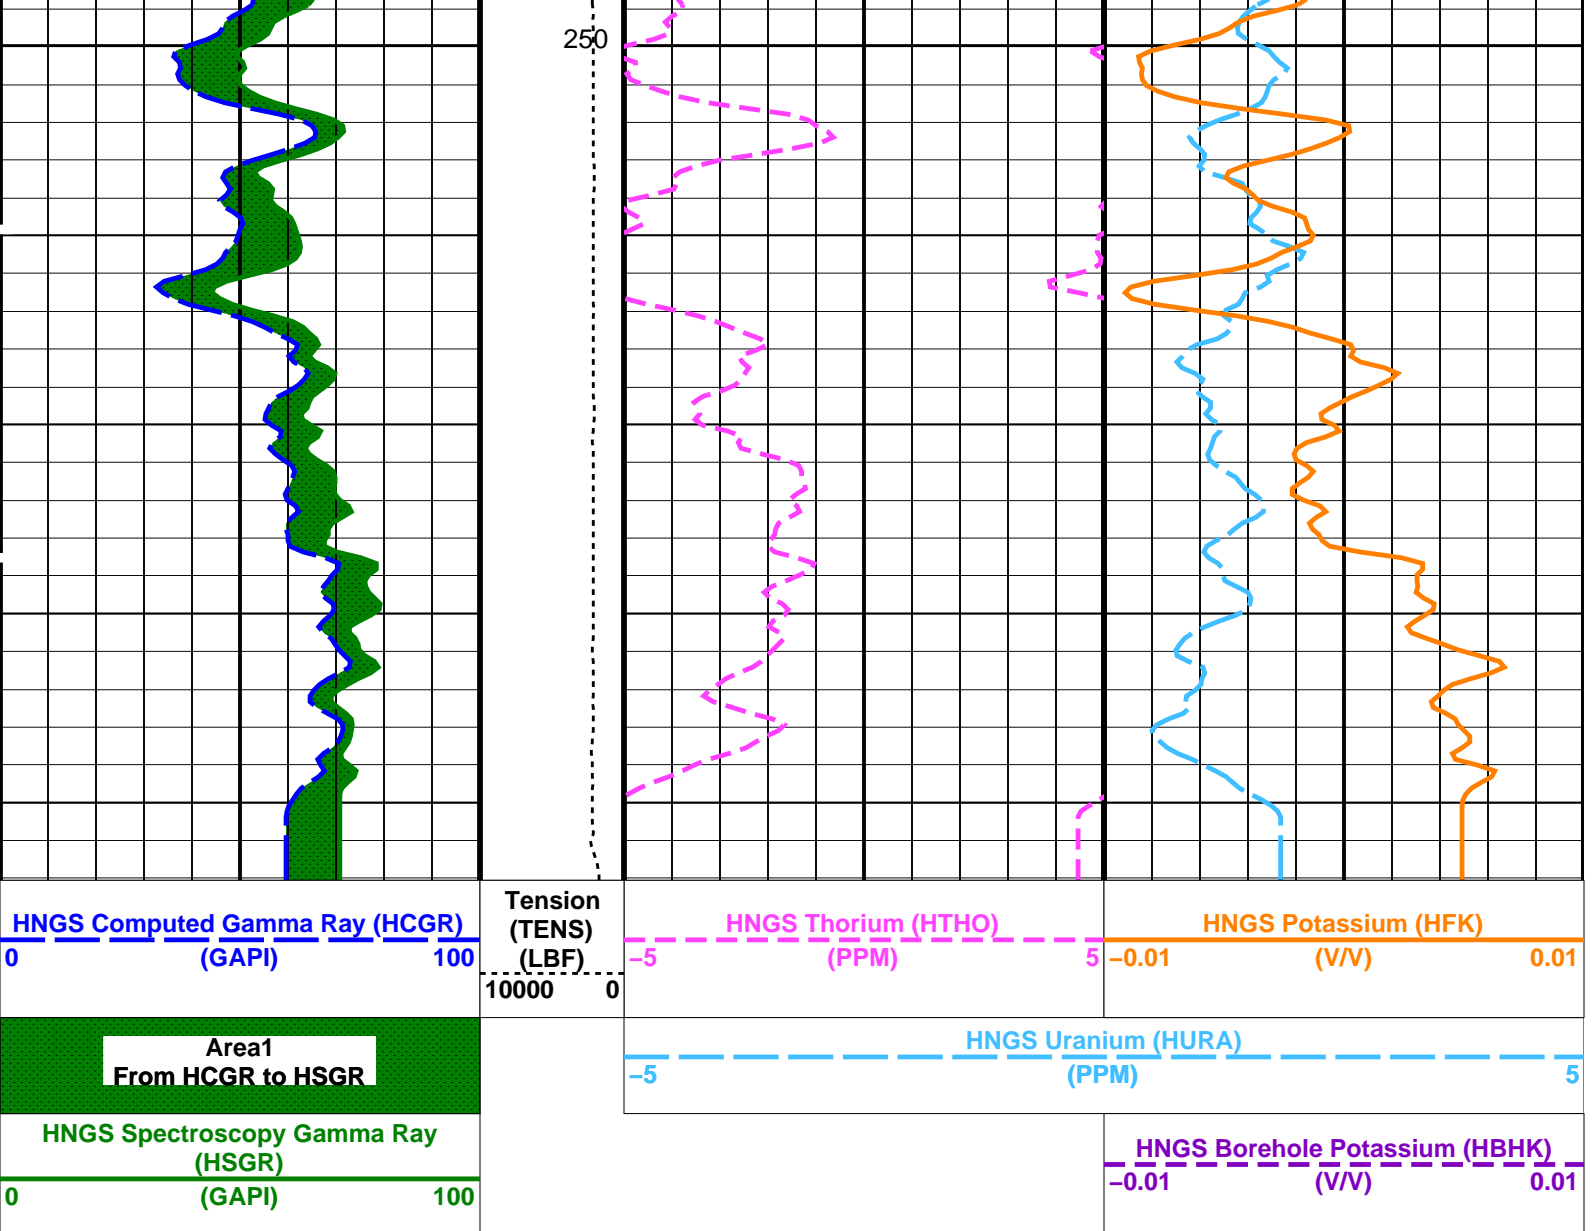 250
HNGS Computed Gamma Ray (HCGR)
0 (GAPI) 100
Tension
(TENS)
(LBF)
10000 0
HNGS Thorium (HTHO)
−5 (PPM) 5
HNGS Potassium (HFK)
−0.01 (V/V) 0.01
Area1
From HCGR to HSGR
HNGS Uranium (HURA)
−5 (PPM) 5
HNGS Spectroscopy Gamma Ray
(HSGR)
0 (GAPI) 100
HNGS Borehole Potassium (HBHK)
−0.01 (V/V) 0.01